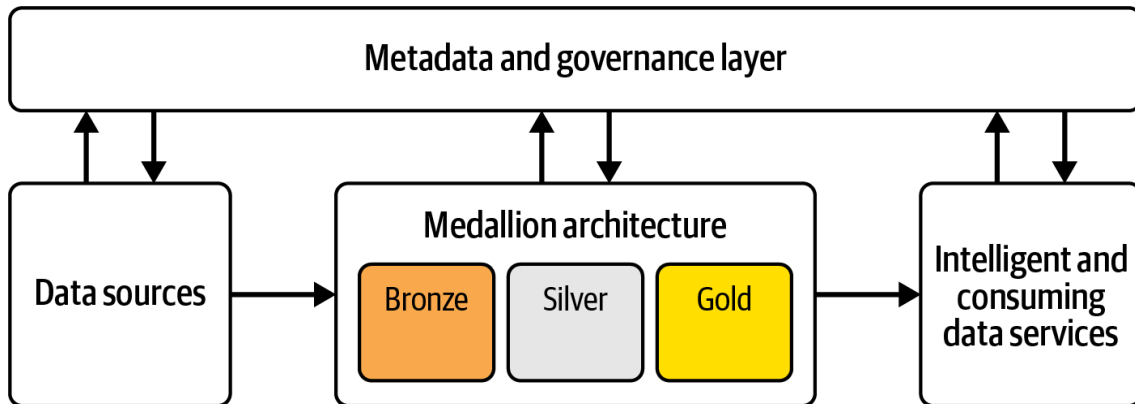 Metadata and governance layer
Data sources
Medallion architecture
Bronze
Silver
Gold
Intelligent and
consuming
data services